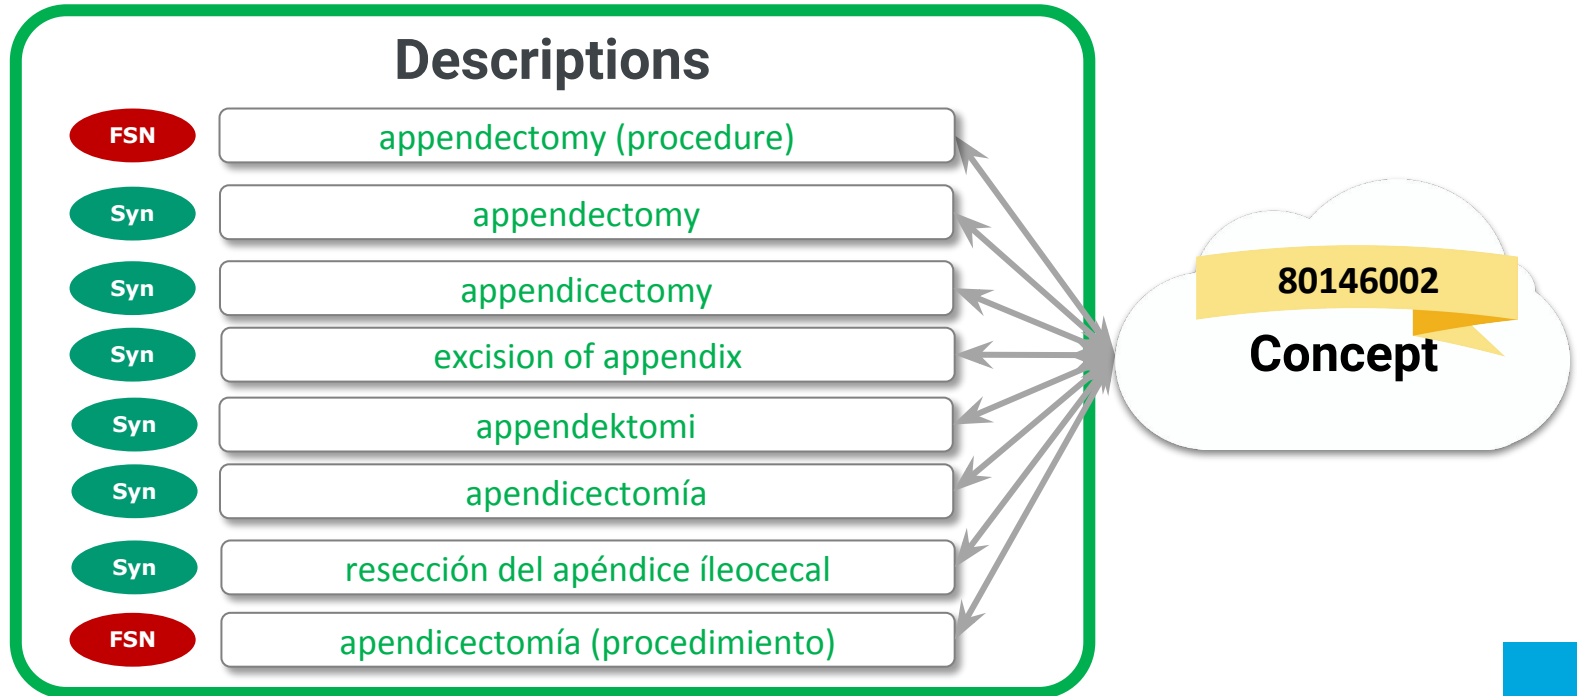 Descriptions
FSN appendectomy (procedure)
Syn appendectomy
Syn appendicectomy
Syn excision of appendix
Syn appendektomi
Syn apendicectomía
Syn resección del apéndice íleocecal
FSN apendicectomía (procedimiento)
80146002
Concept